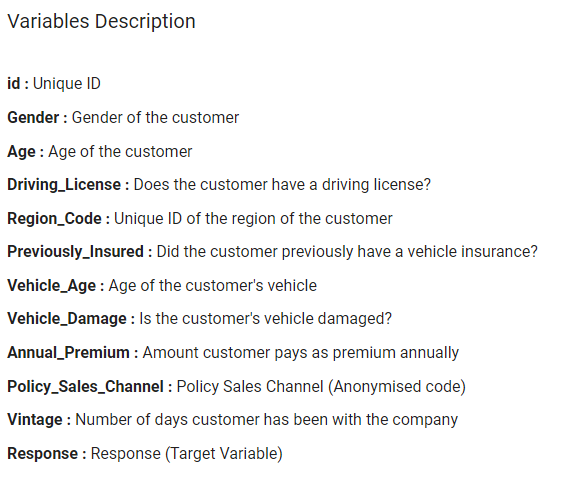 Variables Description
id : Unique ID
Gender : Gender of the customer
Age : Age of the customer
Driving_License : Does the customer have a driving license?
Region_Code : Unique ID of the region of the customer
Previously_Insured : Did the customer previously have a vehicle insurance?
Vehicle_Age : Age of the customer's vehicle
Vehicle_Damage : Is the customer's vehicle damaged?
Annual_Premium : Amount customer pays as premium annually
Policy_Sales_Channel : Policy Sales Channel (Anonymised code)
Vintage : Number of days customer has been with the company
Response : Response (Target Variable)